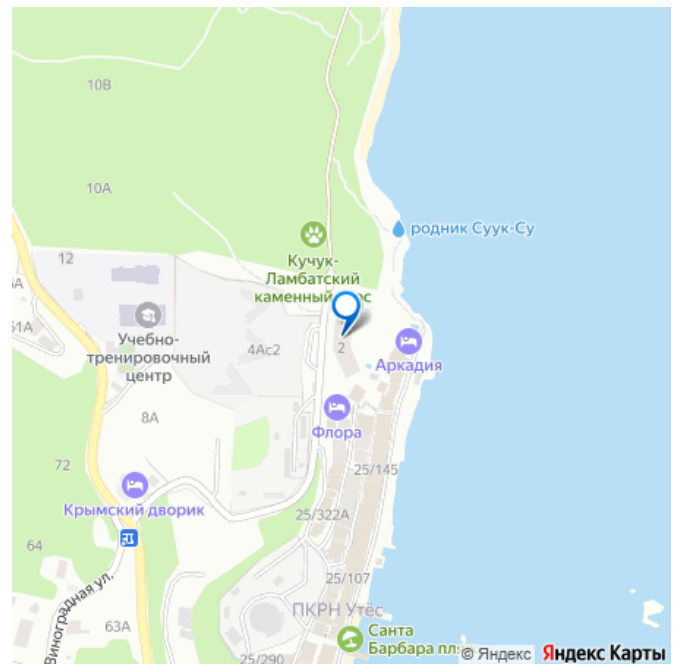 10В
10А
родник Суук-Су
Кучук-
Ламбатский
каменный
ос
12
51А
Учебно-
тренировочный
центр
4Ас2
2
Аркадия
8А
Флора
72
25/145
Крымский дворик
25/322А
64
25/107
Виноградная ул.
ПКРН Утёс
63А
Санта
Барбара пл
25/290
© Яндекс Яндекс Карты